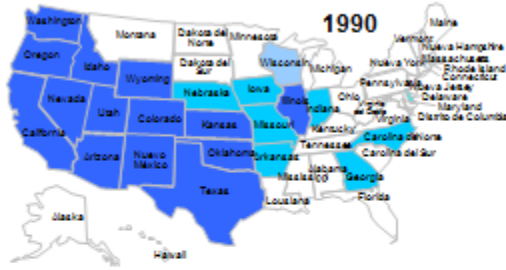 1990
Washington
Oregon
California
Nevada
Idaho
Montana
Wyoming
Utah
Arizona
Colorado
Nuevo
México
Dakota del
Norte
Dakota del
Sur
Nebraska
Kansas
Oklahoma
Texas
Minnesota
Iowa
Missouri
Arkansas
Lousiana
Wisconsin
Illinois
Michigan
Indiana
Ohio
Kentucky
Tennessee
Mississippi
Alabama
Georgia
Florida
Carolina del Sur
Carolina del Norte
Virginia
Pennsylvania
Nueva York
Vermont
Maine
Nueva Hampshire
Massachusetts
Rhode Island
Connecticut
Nueva Jersey
Delaware
Maryland
Distrito de Columbia
Alaska
Hawaii